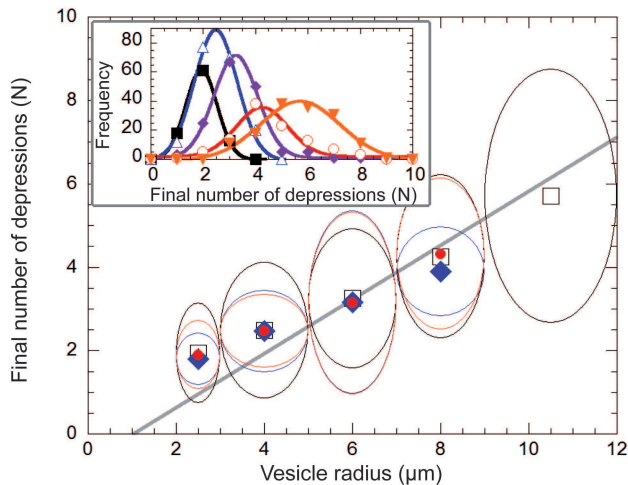 10
8
6
4
2
0
Final number of depressions (N)
80
60
40
20
0
Frequency
0 2 4 6 8 10
Final number of depressions (N)
0 2 4 6 8 10 12
Vesicle radius (µm)